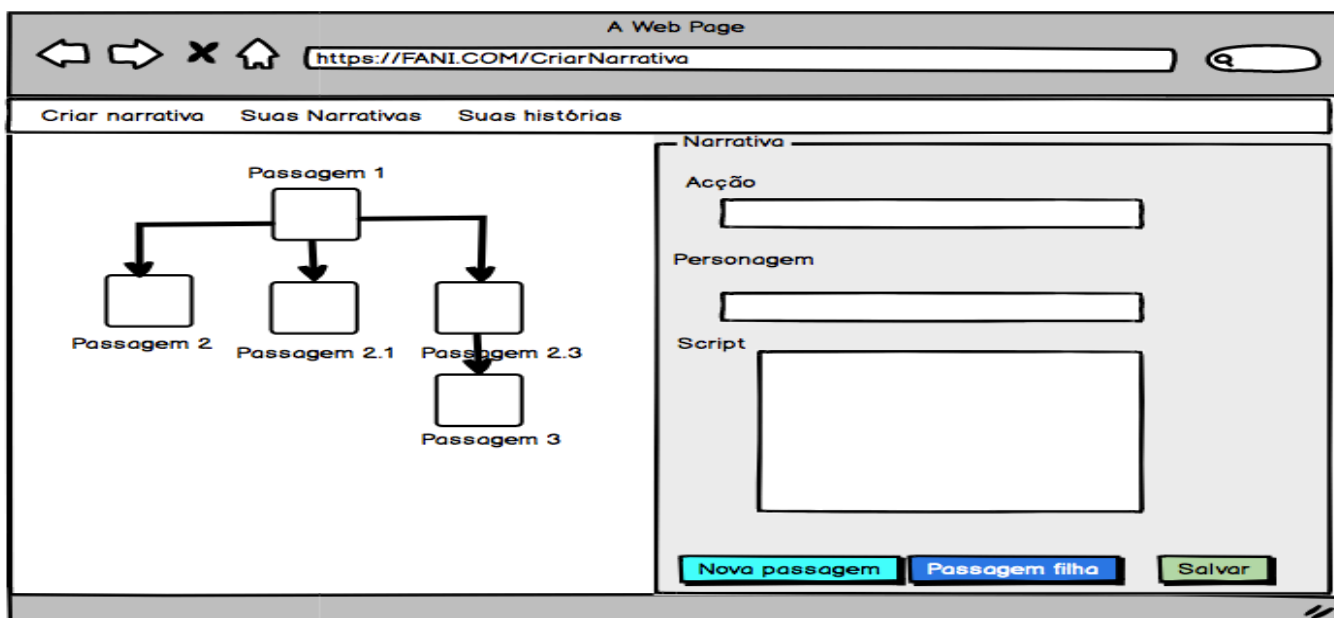 A Web Page
https://FANI.COM/CriarNarrativa
Criar narrativa Suas Narrativas Suas histórias
Passagem 1
Passagem 2
Passagem 2.1
Passagem 2.3
Passagem 3
Narrativa
Acção
Personagem
Script
Nova passagem
Passagem filha
Salvar